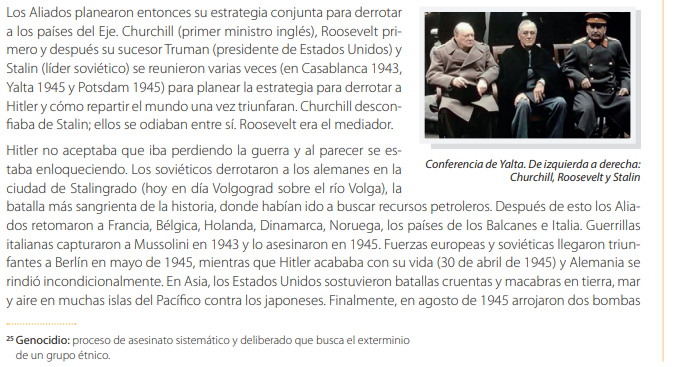 Los Aliados planearon entonces su estrategia conjunta para derrotar
a los países del Eje. Churchill (primer ministro inglés), Roosevelt pri-
mero y después su sucesor Truman (presidente de Estados Unidos) y
Stalin (líder soviético) se reunieron varias veces (en Casablanca 1943,
Yalta 1945 y Potsdam 1945) para planear la estrategia para derrotar a
Hitler y cómo repartir el mundo una vez triunfaran. Churchill descon-
fiaba de Stalin; ellos se odiaban entre sí. Roosevelt era el mediador.
Hitler no aceptaba que iba perdiendo la guerra y al parecer se es-
taba enloqueciendo. Los soviéticos derrotaron a los alemanes en la
ciudad de Stalingrado (hoy en día Volgograd sobre el río Volga), la
Conferencia de Yalta. De izquierda a derecha:
Churchill, Roosevelt y Stalin
batalla más sangrienta de la historia, donde habían ido a buscar recursos petroleros. Después de esto los Alia-
dos retomaron a Francia, Bélgica, Holanda, Dinamarca, Noruega, los países de los Balcanes e Italia. Guerrillas
italianas capturaron a Mussolini en 1943 y lo asesinaron en 1945. Fuerzas europeas y soviéticas llegaron triun-
fantes a Berlín en mayo de 1945, mientras que Hitler acababa con su vida (30 de abril de 1945) y Alemania se
rindió incondicionalmente. En Asia, los Estados Unidos sostuvieron batallas cruentas y macabras en tierra, mar
y aire en muchas islas del Pacífico contra los japoneses. Finalmente, en agosto de 1945 arrojaron dos bombas
25 Genocidio: proceso de asesinato sistemático y deliberado que busca el exterminio
de un grupo étnico.